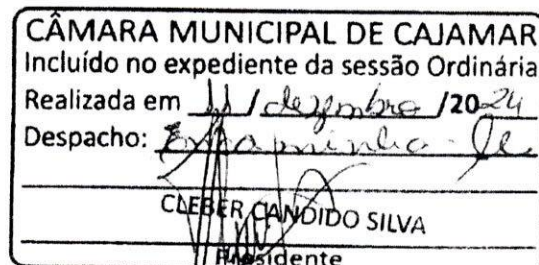 CÂMARA MUNICIPAL DE CAJAMAR
Incluído no expediente da sessão Ordinária
Realizada em 11 / dezembro /2024
Despacho: Encaminha-se
CLEBER CANDIDO SILVA
Presidente